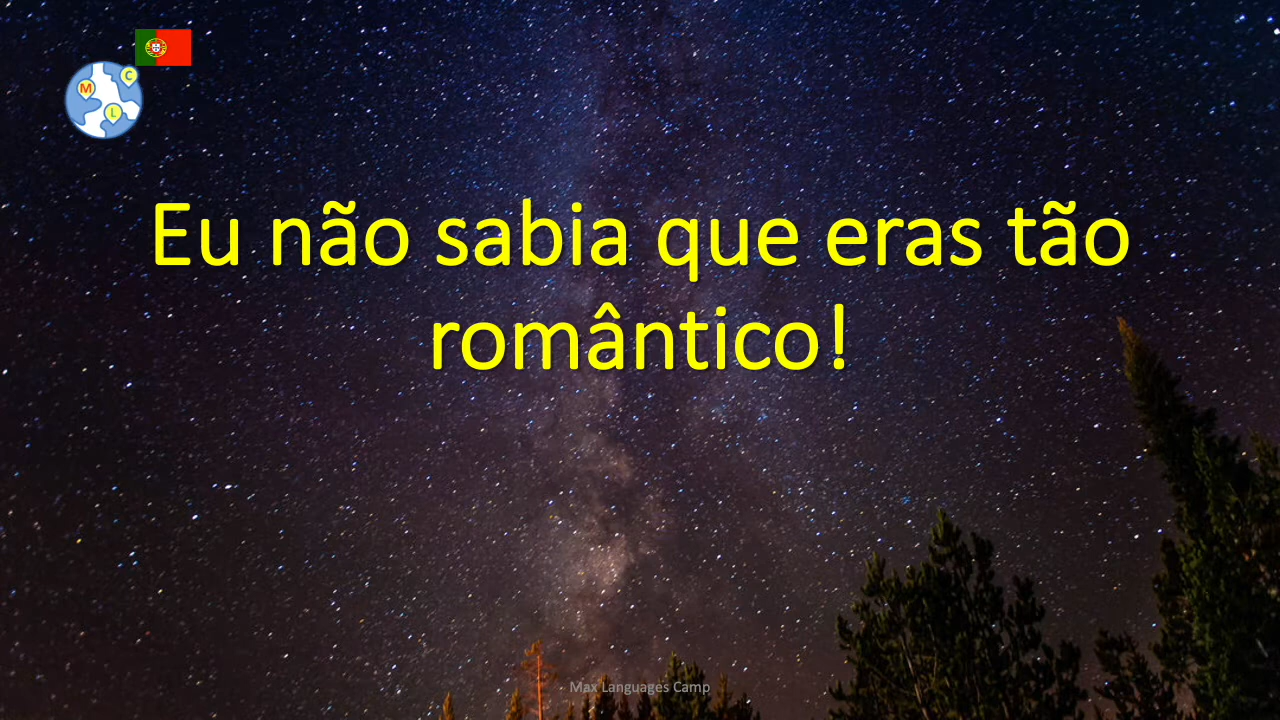 C
M
L
Eu não sabia que eras tão
romântico!
Max Languages Camp